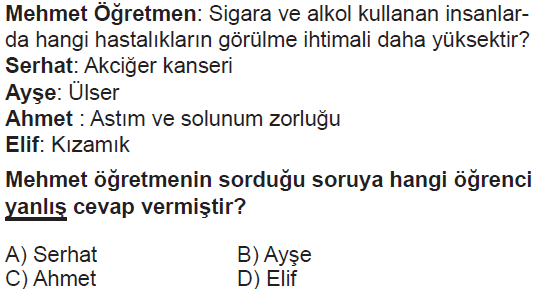 Mehmet Öğretmen: Sigara ve alkol kullanan insanlar-
da hangi hastalıkların görülme ihtimali daha yüksektir?
Serhat: Akciğer kanseri
Ayşe: Ülser
Ahmet : Astım ve solunum zorluğu
Elif: Kızamık
Mehmet öğretmenin sorduğu soruya hangi öğrenci
yanlış cevap vermiştir?
A) Serhat B) Ayşe
C) Ahmet D) Elif